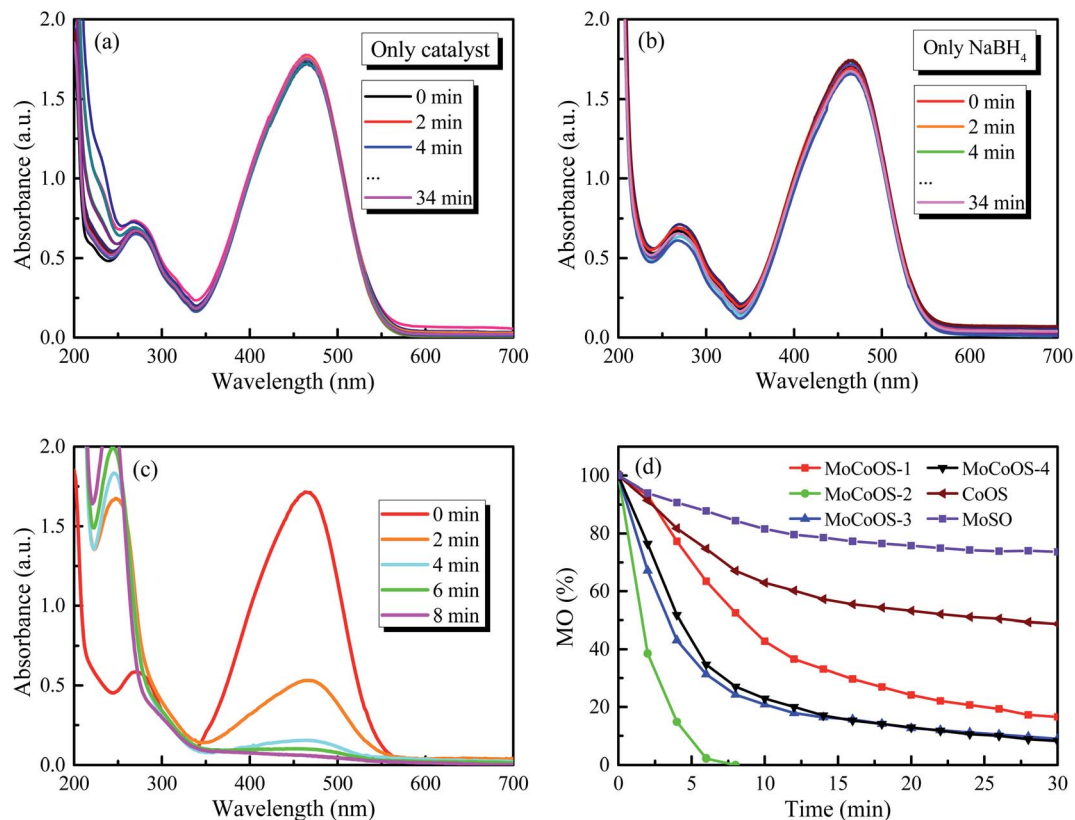 (a)
Only catalyst
0 min
2 min
4 min
...
34 min
Absorbance (a.u.)
2.0
1.5
1.0
0.5
0.0
200 300 400 500 600 700
Wavelength (nm)
(b)
Only NaBH4
0 min
2 min
4 min
...
34 min
Absorbance (a.u.)
2.0
1.5
1.0
0.5
0.0
200 300 400 500 600 700
Wavelength (nm)
(c)
0 min
2 min
4 min
6 min
8 min
Absorbance (a.u.)
2.0
1.5
1.0
0.5
0.0
200 300 400 500 600 700
Wavelength (nm)
(d)
MoCoOS-1 MoCoOS-4
MoCoOS-2 CoOS
MoCoOS-3 MoSO
MO (%)
100
80
60
40
20
0
0 5 10 15 20 25 30
Time (min)